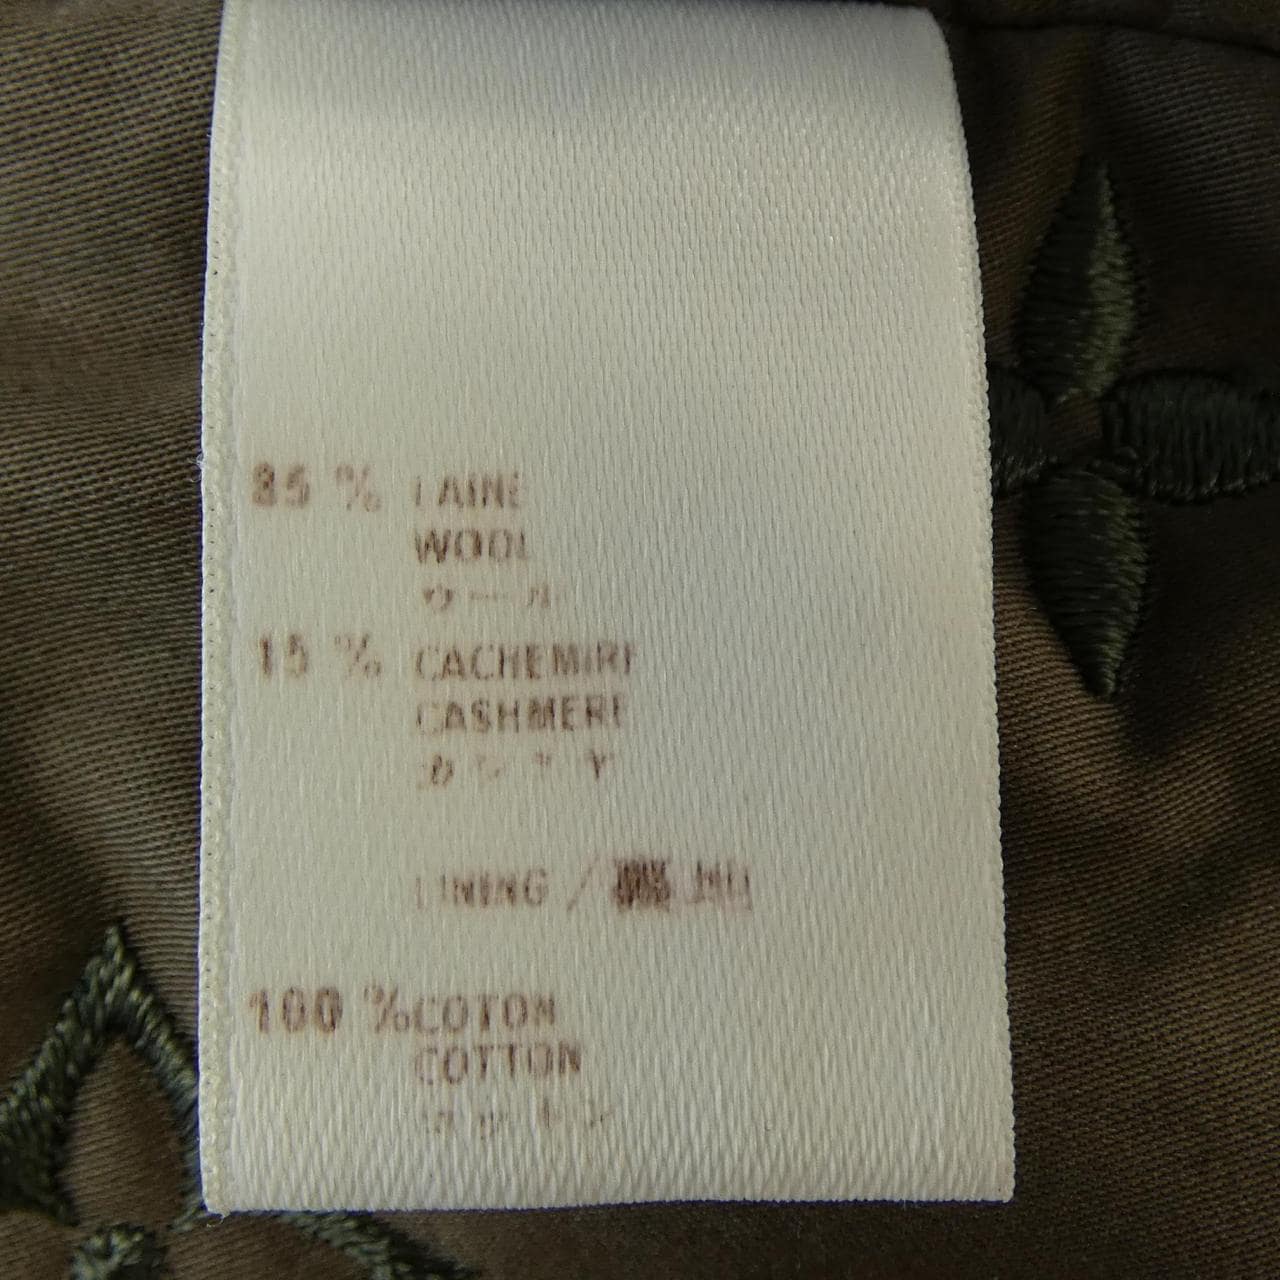 85 % LAINE
WOOL
ウール
15 % CACHEMIRE
CASHMERE
カシミヤ
LINING / 裏地
100 % COTON
COTTON
コットン